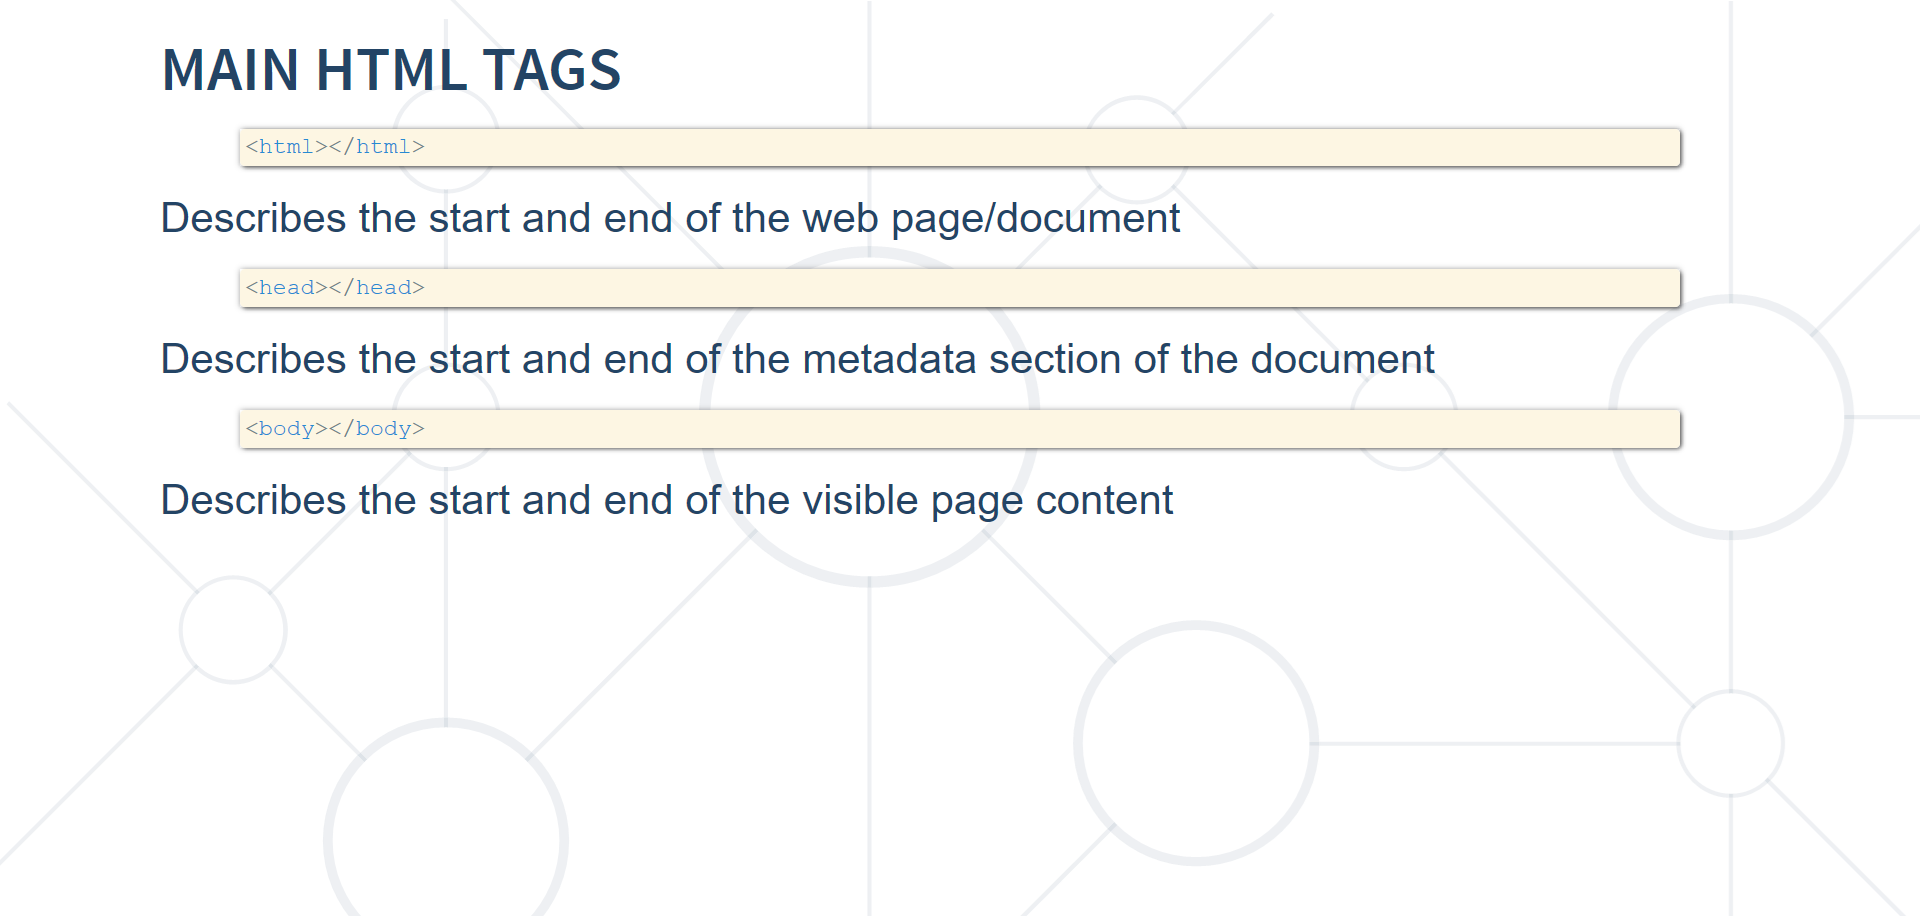 MAIN HTML TAGS
<html></html>
Describes the start and end of the web page/document
<head></head>
Describes the start and end of the metadata section of the document
<body></body>
Describes the start and end of the visible page content